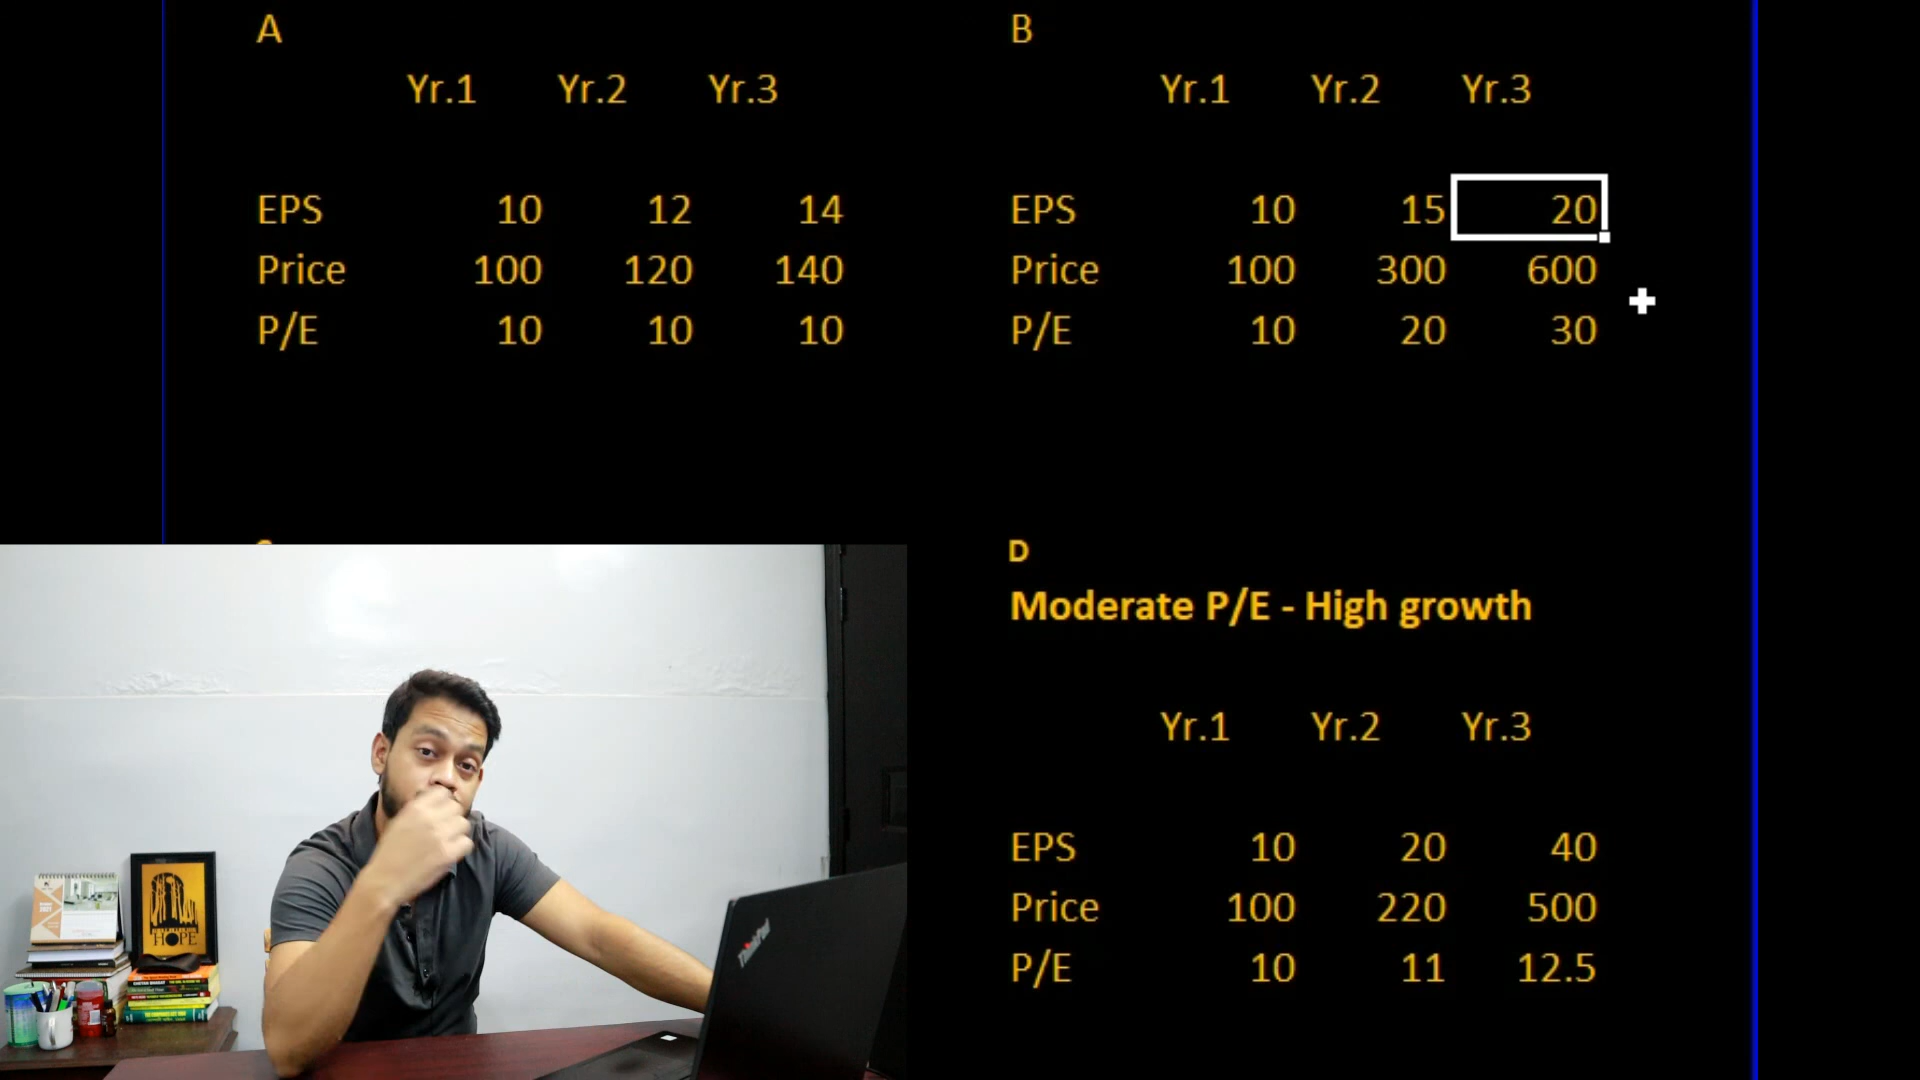 A
Yr.1 Yr.2 Yr.3
EPS 10 12 14
Price 100 120 140
P/E 10 10 10
B
Yr.1 Yr.2 Yr.3
EPS 10 15 20
Price 100 300 600
P/E 10 20 30
D
Moderate P/E - High growth
Yr.1 Yr.2 Yr.3
EPS 10 20 40
Price 100 220 500
P/E 10 11 12.5
HOPE
ThinkPad